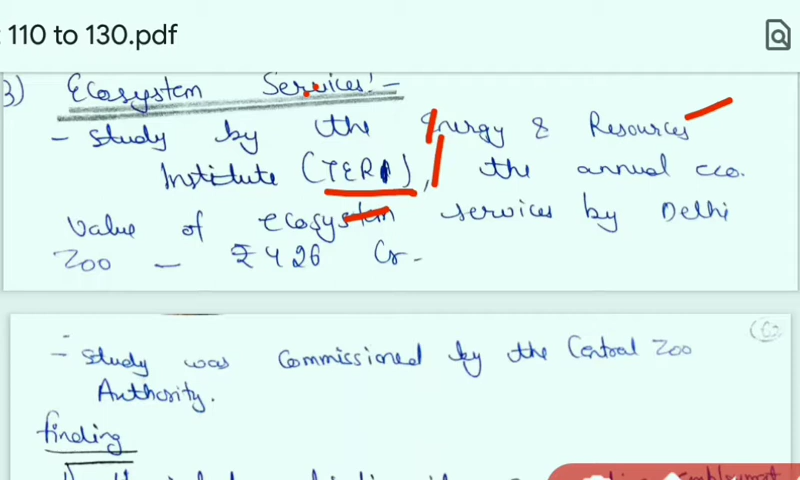 110 to 130.pdf
3) Ecosystem Services:-
- Study by the Energy & Resources
Institute (TERI), the annual eco.
Value of ecosystem services by Delhi
Zoo - ₹426 Cr-
- Study was Commissioned by the Central Zoo
Authority.
finding